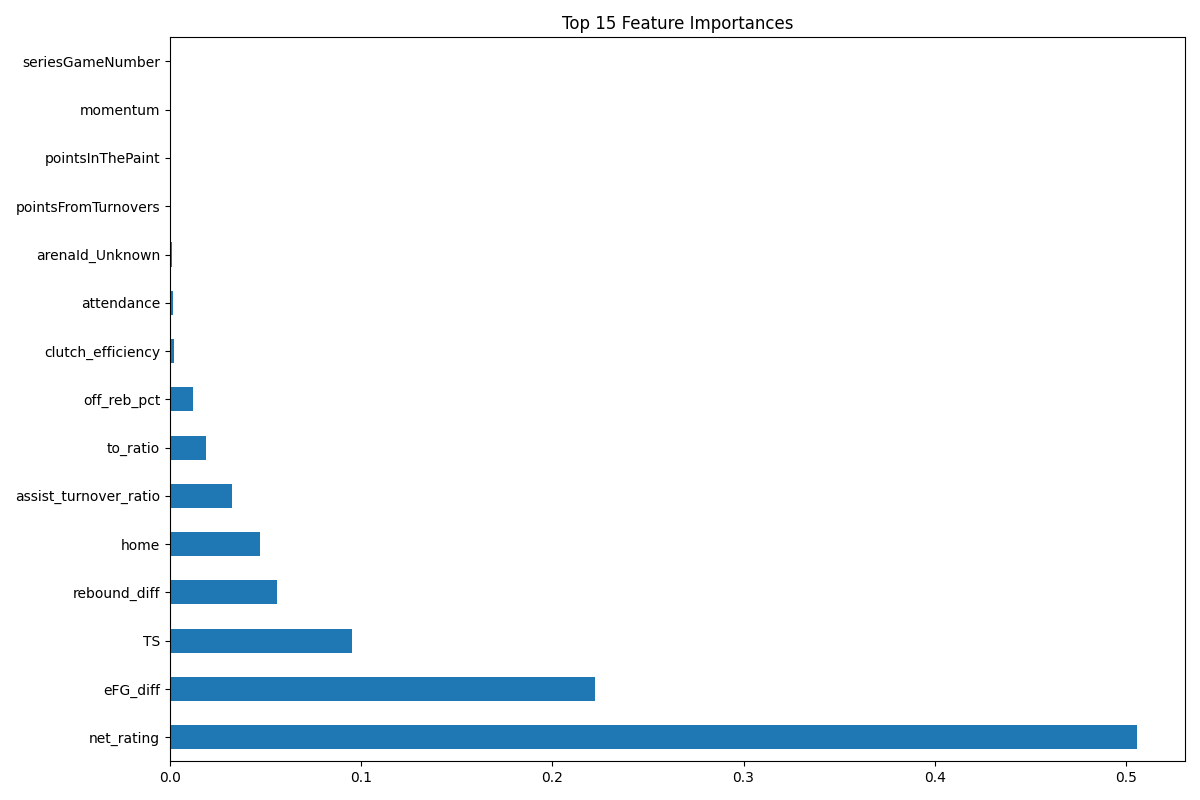 Top 15 Feature Importances
seriesGameNumber
momentum
pointsInThePaint
pointsFromTurnovers
arenaId_Unknown
attendance
clutch_efficiency
off_reb_pct
to_ratio
assist_turnover_ratio
home
rebound_diff
TS
eFG_diff
net_rating
0.0 0.1 0.2 0.3 0.4 0.5